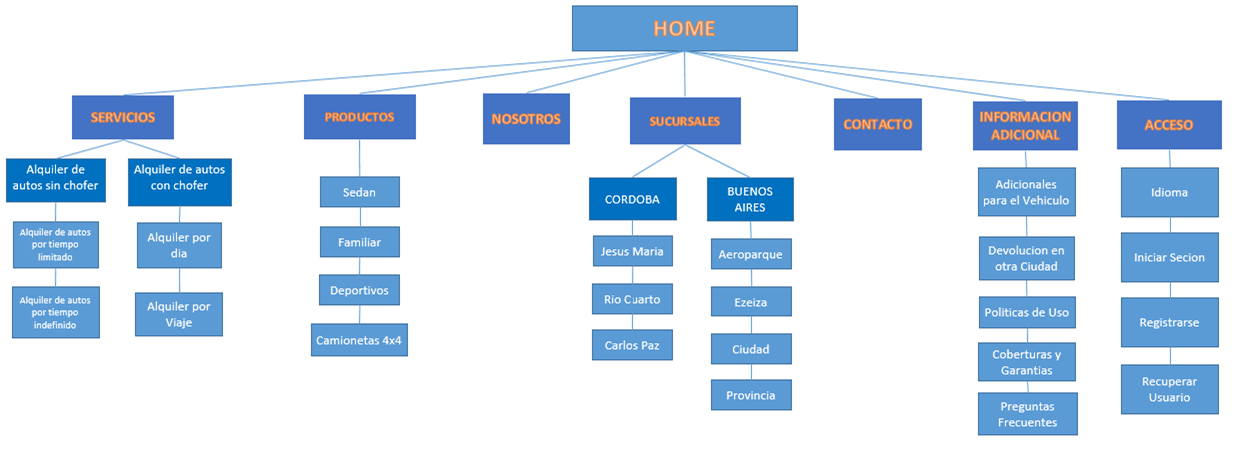 HOME
SERVICIOS
Alquiler de
autos sin chofer
Alquiler de autos
por tiempo
limitado
Alquiler de autos
por tiempo
indefinido
Alquiler de autos
con chofer
Alquiler por
dia
Alquiler por
Viaje
PRODUCTOS
Sedan
Familiar
Deportivos
Camionetas 4x4
NOSOTROS
SUCURSALES
CORDOBA
Jesus Maria
Rio Cuarto
Carlos Paz
BUENOS
AIRES
Aeroparque
Ezeiza
Ciudad
Provincia
CONTACTO
INFORMACION
ADICIONAL
Adicionales
para el Vehiculo
Devolucion en
otra Ciudad
Politicas de Uso
Coberturas y
Garantias
Preguntas
Frecuentes
ACCESO
Idioma
Iniciar Secion
Registrarse
Recuperar
Usuario